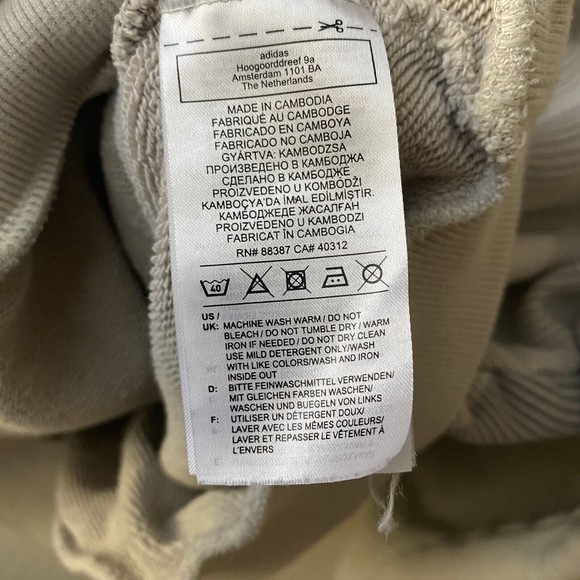 adidas
Hoogoorddreef 9a
Amsterdam 1101 BA
The Netherlands
MADE IN CAMBODIA
FABRIQUÉ AU CAMBODGE
FABRICADO EN CAMBOYA
FABRICADO NO CAMBOJA
GYÁRTVA: KAMBODZSA
ПРОИЗВЕДЕНО В КАМБОДЖА
СДЕЛАНО В КАМБОДЖЕ
PROIZVEDENO U KOMBODŽI
KAMBOÇYA'DA İMAL EDİLMİŞTİR
КАМБОДЖЕДЕ ЖАСАЛҒАН
PROIZVEDENO U KAMBODZI
FABRICAT ÎN CAMBOGIA
RN# 88387 CA# 40312
40
US /
UK: MACHINE WASH WARM / DO NOT
BLEACH / DO NOT TUMBLE DRY / WARM
IRON IF NEEDED / DO NOT DRY CLEAN
USE MILD DETERGENT ONLY/WASH
WITH LIKE COLORS/WASH AND IRON
INSIDE OUT
D: BITTE FEINWASCHMITTEL VERWENDEN/
MIT GLEICHEN FARBEN WASCHEN/
WASCHEN UND BUEGELN VON LINKS
F: UTILISER UN DÉTERGENT DOUX/
LAVER AVEC LES MÊMES COULEURS/
LAVER ET REPASSER LE VÊTEMENT À
L'ENVERS